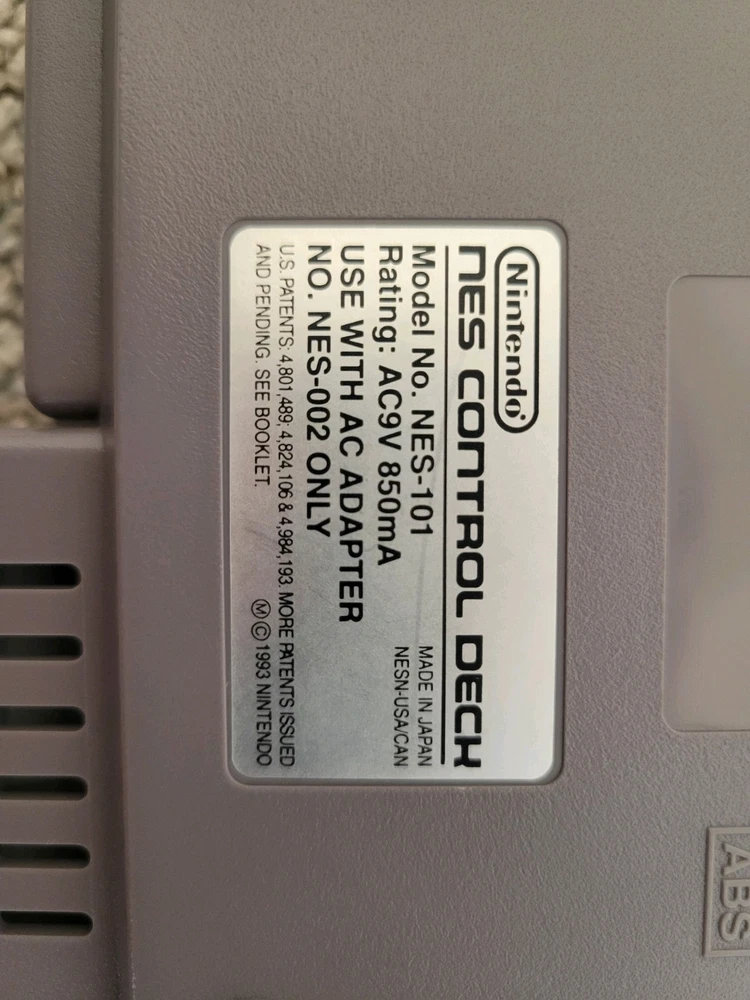 Nintendo®
NES CONTROL DECK
Model No. NES-101 MADE IN JAPAN
Rating: AC9V 850mA NESN-USA/CAN
USE WITH AC ADAPTER
NO. NES-002 ONLY
U.S. PATENTS: 4,801,489; 4,824,106 & 4,984,193. MORE PATENTS ISSUED
AND PENDING. SEE BOOKLET. Ⓜ©1993 NINTENDO
ABS